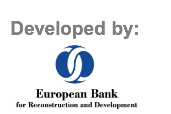 Developed by:
European Bank
for Reconstruction and Development